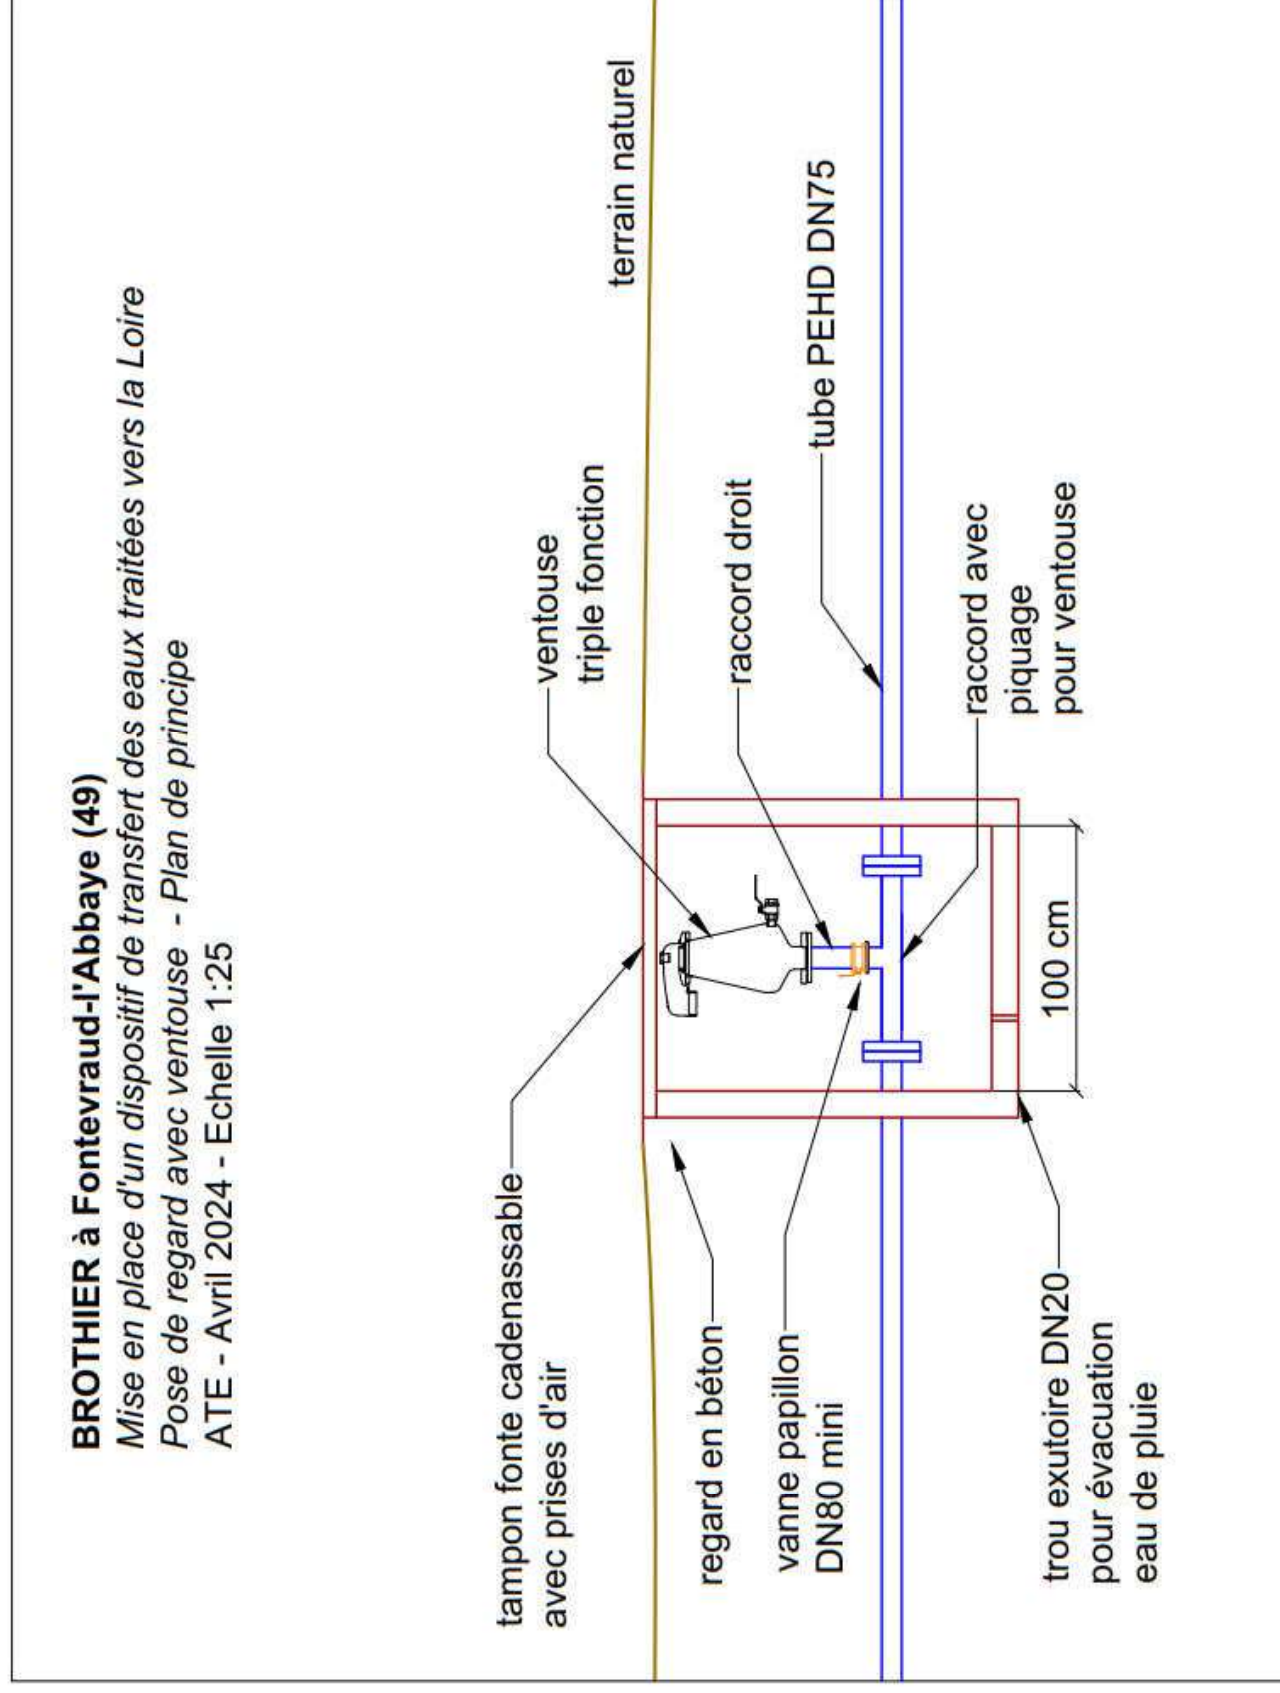 BROTHIER à Fontevraud-l'Abbaye (49)
Mise en place d'un dispositif de transfert des eaux traitées vers la Loire
Pose de regard avec ventouse - Plan de principe
ATE - Avril 2024 - Echelle 1:25
tampon fonte cadenassable
avec prises d'air
ventouse
triple fonction
terrain naturel
regard en béton
raccord droit
vanne papillon
DN80 mini
tube PEHD DN75
raccord avec
piquage
pour ventouse
100 cm
trou exutoire DN20
pour évacuation
eau de pluie